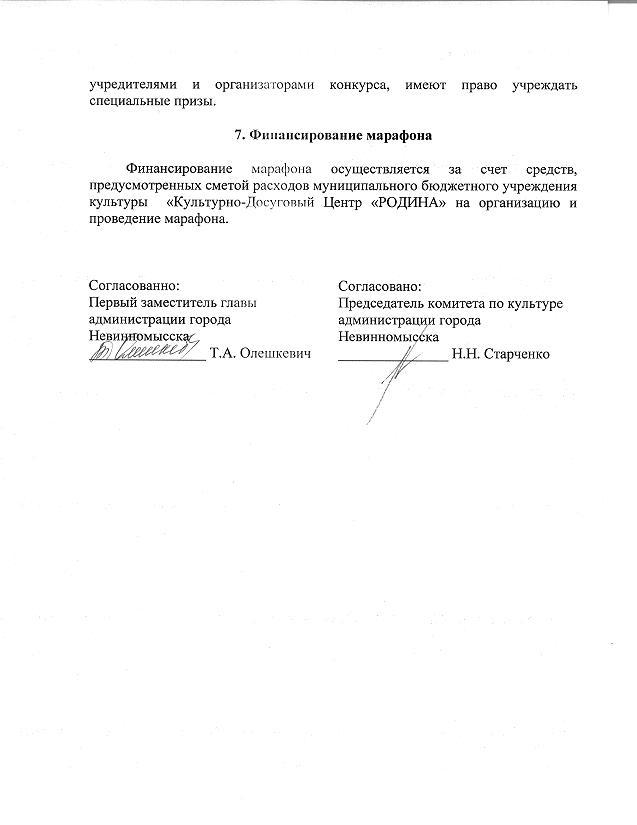 учредителями и организаторами конкурса, имеют право учреждать
специальные призы.
7. Финансирование марафона
Финансирование марафона осуществляется за счет средств,
предусмотренных сметой расходов муниципального бюджетного учреждения
культуры «Культурно-Досуговый Центр «РОДИНА» на организацию и
проведение марафона.
Согласованно:
Первый заместитель главы
администрации города
Невинномысска
Т.А. Олешкевич
Согласовано:
Председатель комитета по культуре
администрации города
Невинномысска
Н.Н. Старченко